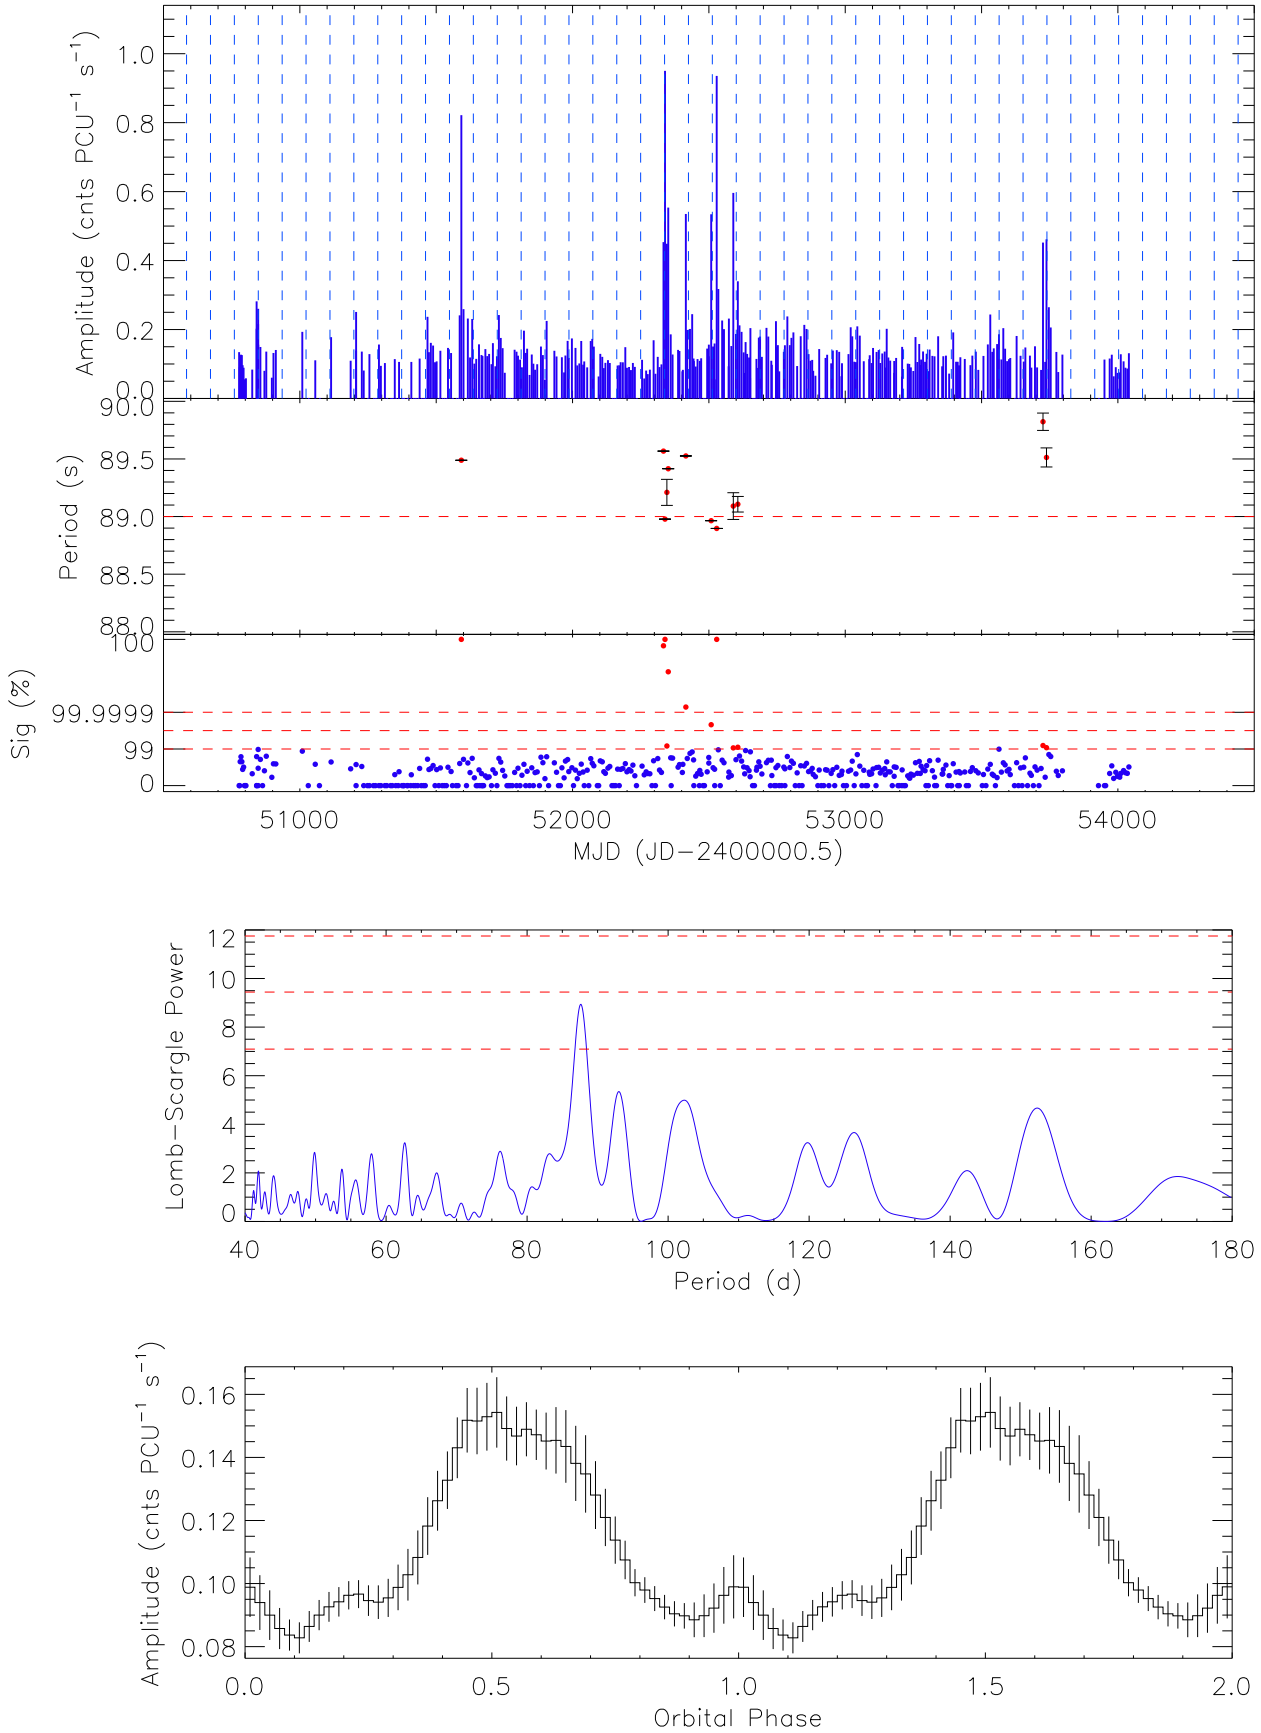 Amplitude (cnts PCU−1 s−1)
1.0
0.8
0.6
0.4
0.2
0.0
Period (s)
90.0
89.5
89.0
88.5
88.0
Sig (%)
100
99.9999
99
0
51000 52000 53000 54000
MJD (JD−2400000.5)
Lomb−Scargle Power
12
10
8
6
4
2
0
40 60 80 100 120 140 160 180
Period (d)
Amplitude (cnts PCU−1 s−1)
0.16
0.14
0.12
0.10
0.08
0.0 0.5 1.0 1.5 2.0
Orbital Phase